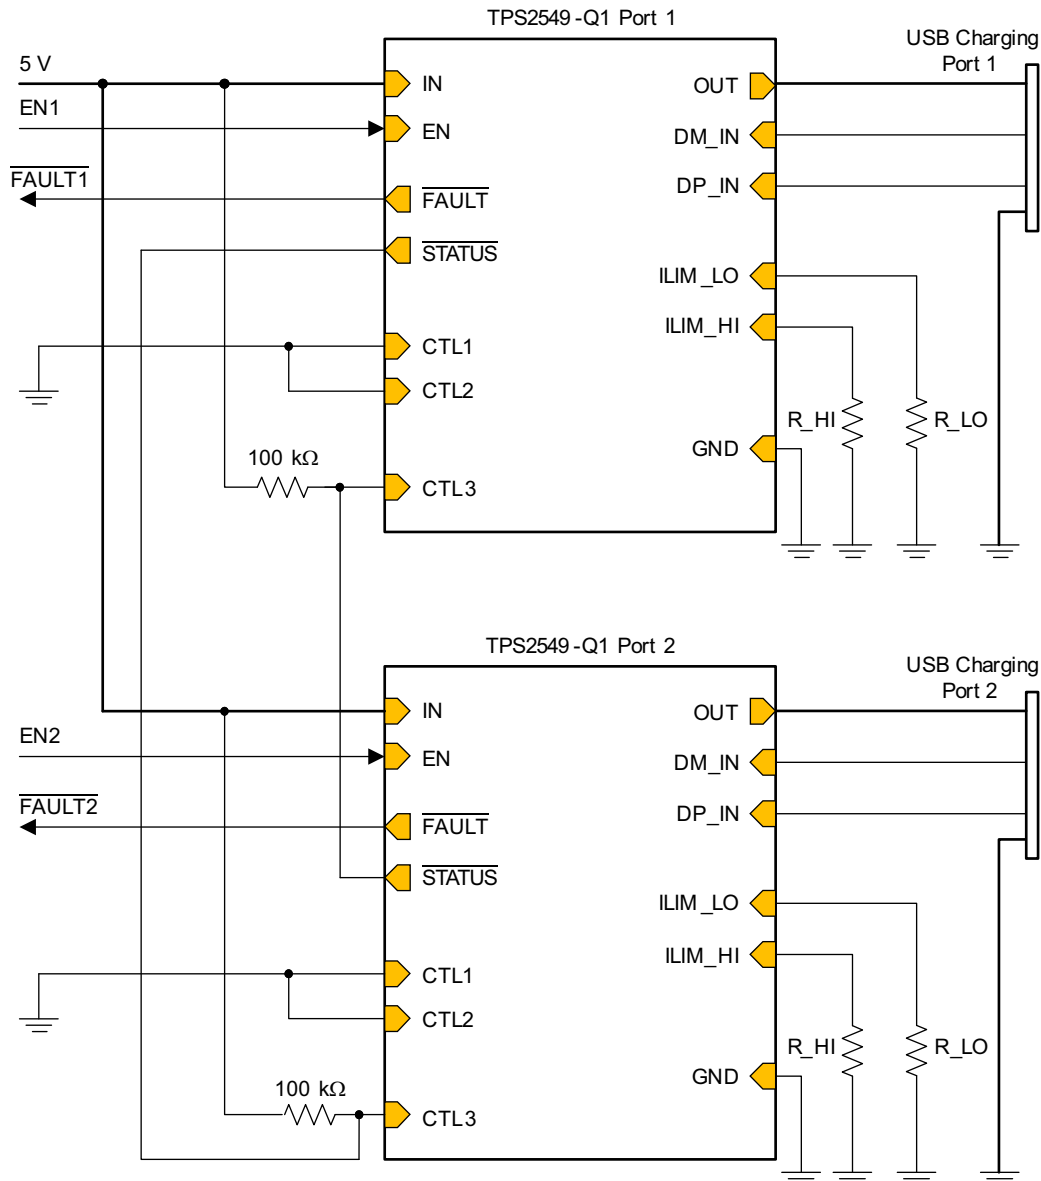 TPS2549-Q1 Port 1
USB Charging
Port 1
5 V
IN
OUT
EN1
EN
DM_IN
FAULT1
FAULT
DP_IN
STATUS
ILIM_LO
ILIM_HI
CTL1
CTL2
R_HI
R_LO
GND
100 kΩ
CTL3
TPS2549-Q1 Port 2
USB Charging
Port 2
IN
OUT
EN2
EN
DM_IN
FAULT2
FAULT
DP_IN
STATUS
ILIM_LO
ILIM_HI
CTL1
CTL2
R_HI
R_LO
GND
100 kΩ
CTL3